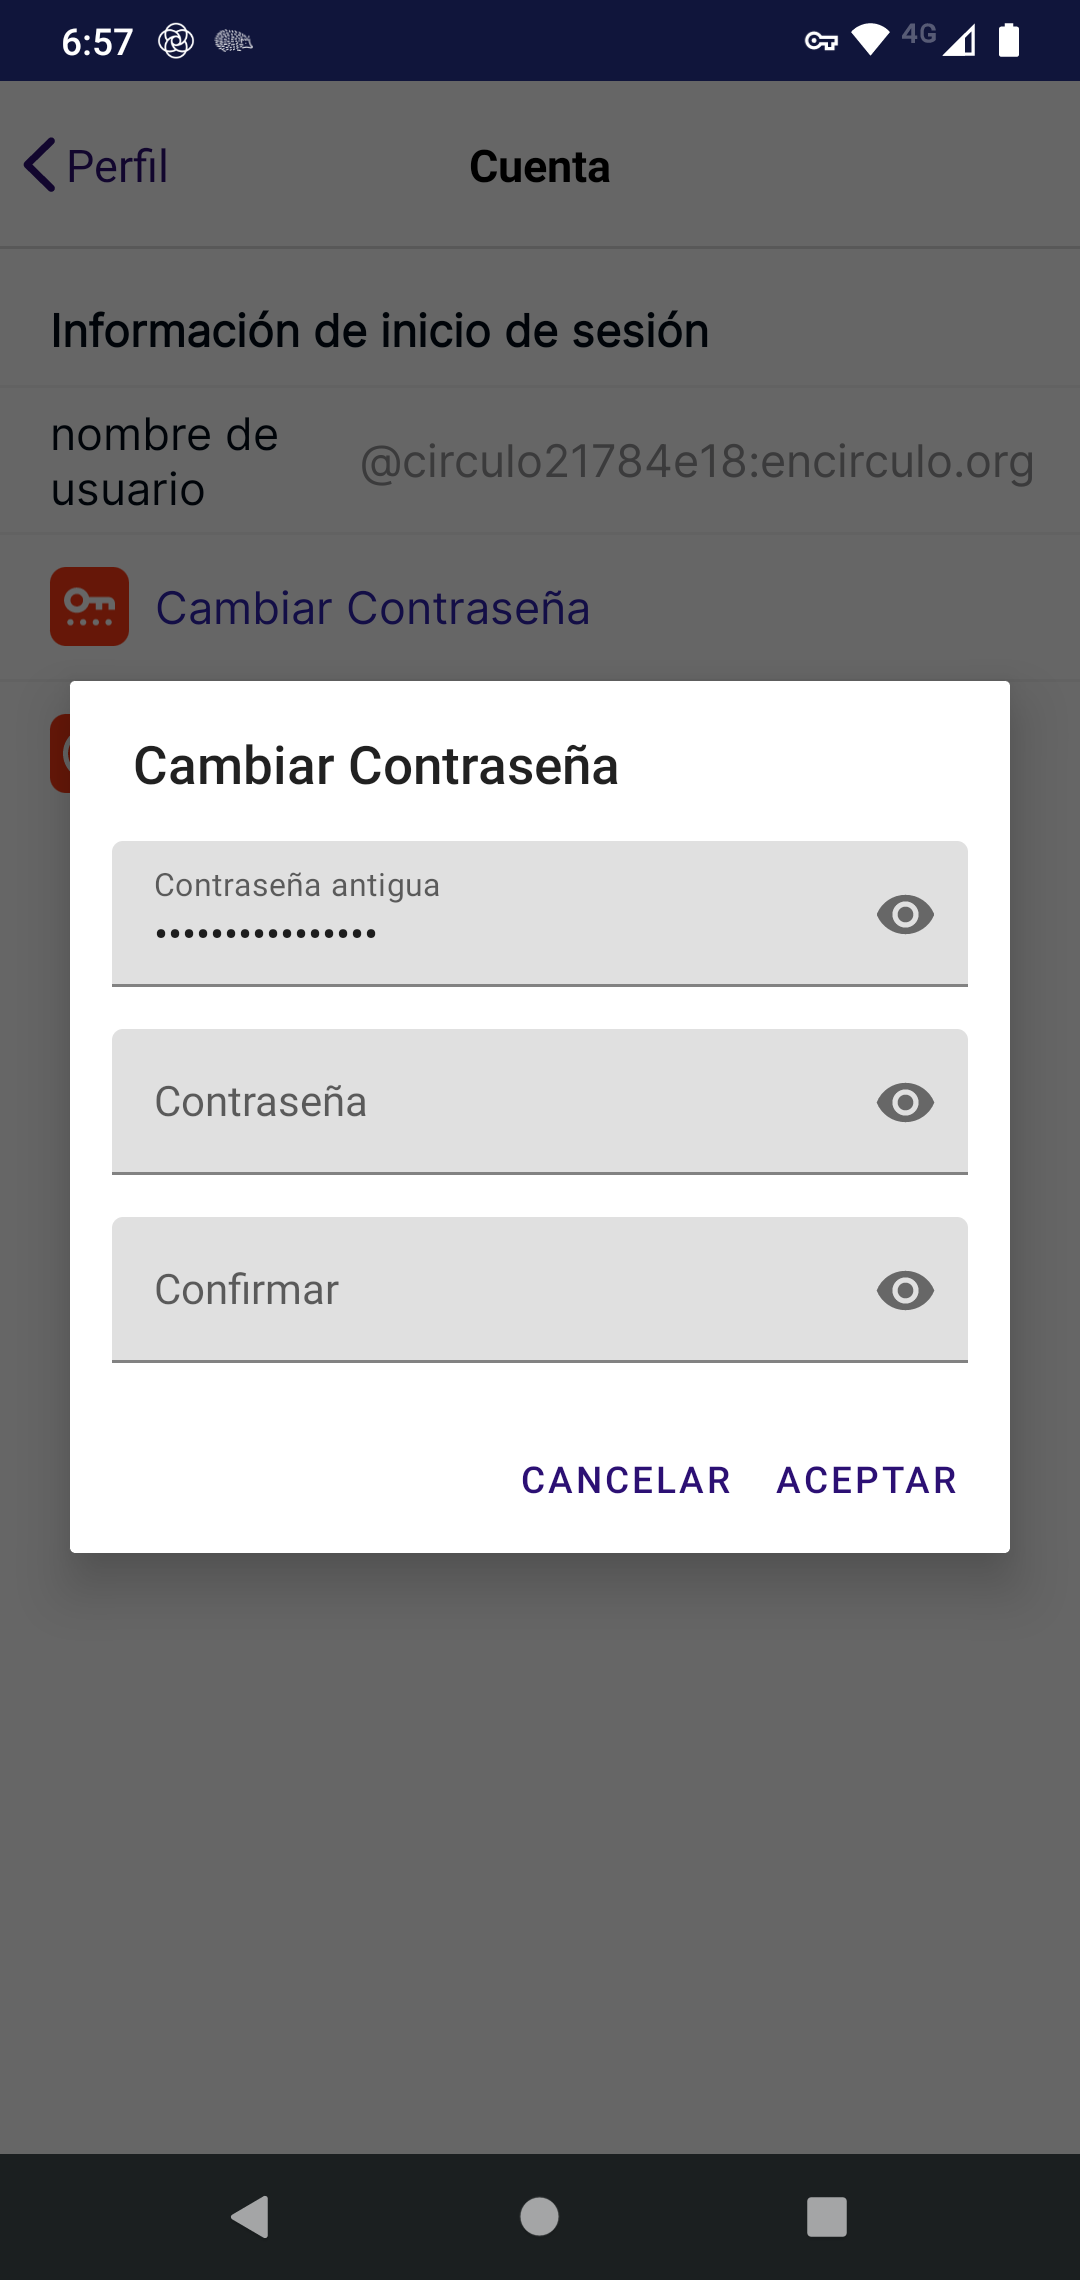 6:57
4G
Perfil
Cuenta
Información de inicio de sesión
nombre de
usuario
@circulo21784e18:encirculo.org
Cambiar Contraseña
Cambiar Contraseña
Contraseña antigua
••••••••••••••••
Contraseña
Confirmar
CANCELAR ACEPTAR